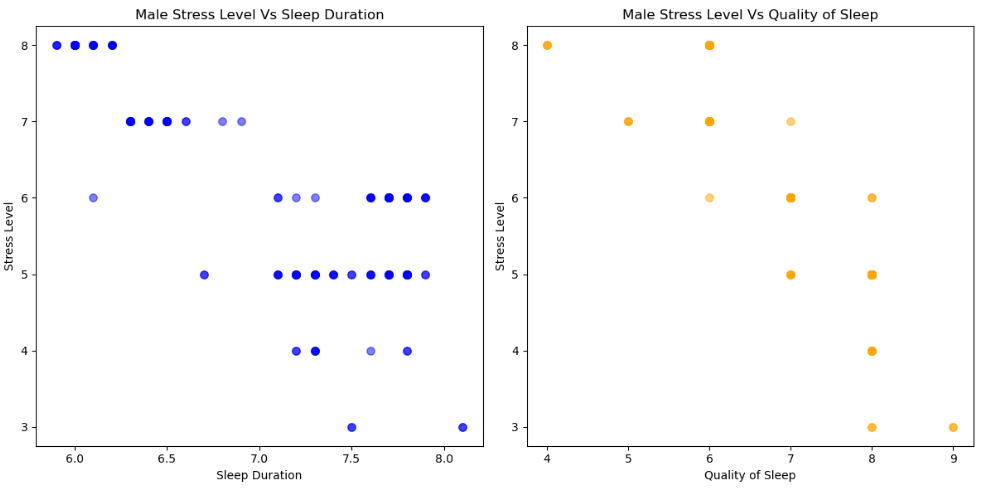 Male Stress Level Vs Sleep Duration
8
7
6
5
4
3
Stress Level
6.0 6.5 7.0 7.5 8.0
Sleep Duration
Male Stress Level Vs Quality of Sleep
8
7
6
5
4
3
Stress Level
4 5 6 7 8 9
Quality of Sleep